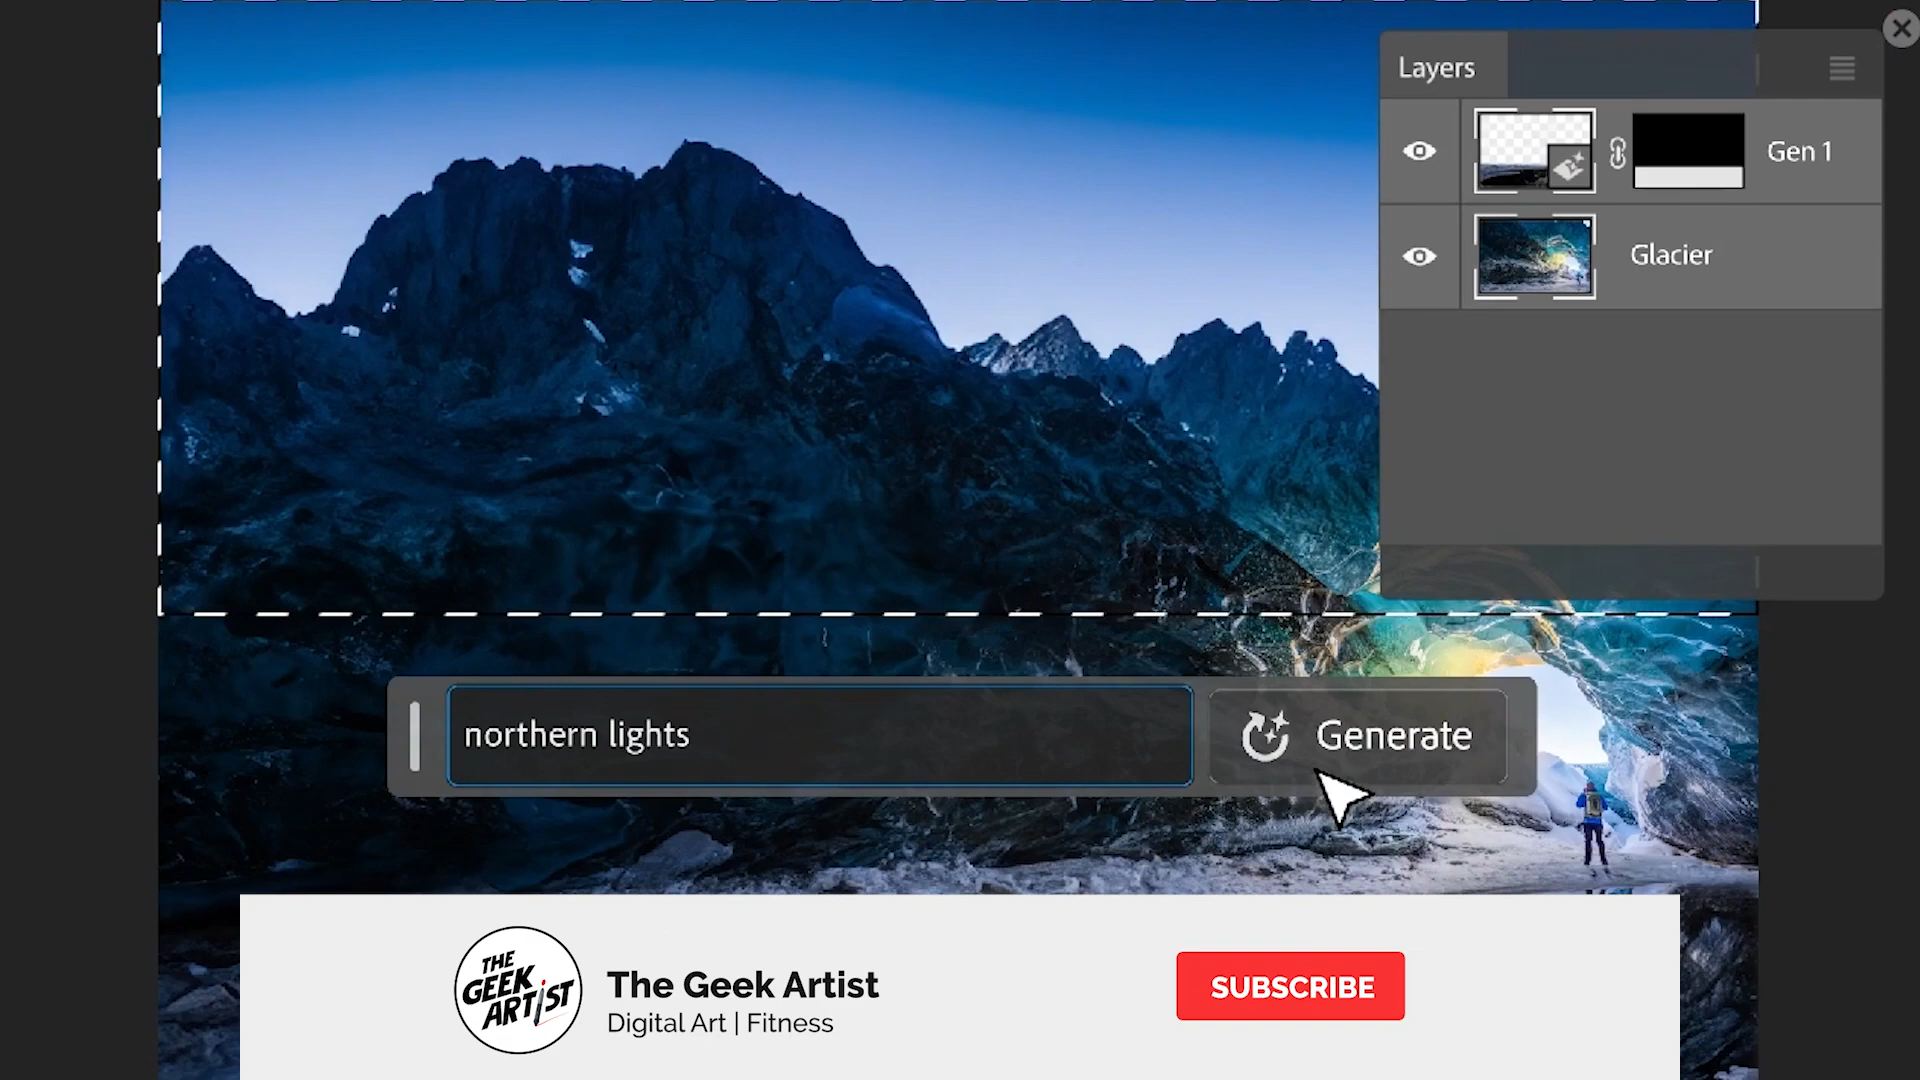 Layers
Gen 1
Glacier
northern lights
Generate
THE
GEEK
ARTIST
The Geek Artist
Digital Art | Fitness
SUBSCRIBE